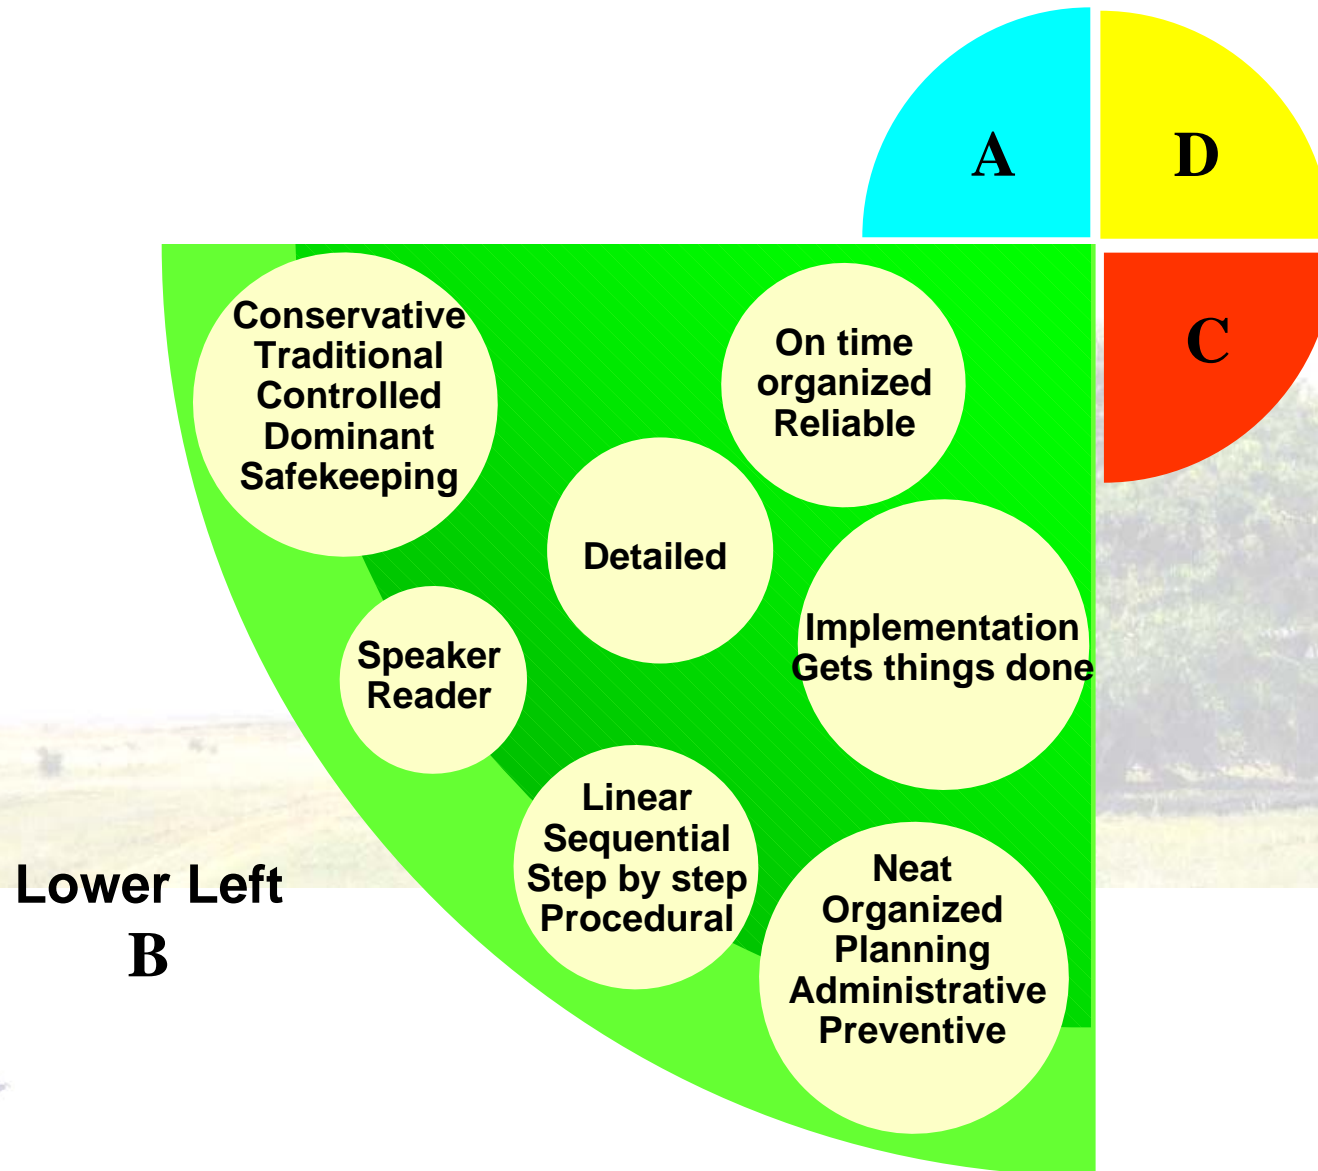 A
D
C
Conservative
Traditional
Controlled
Dominant
Safekeeping
On time
organized
Reliable
Detailed
Implementation
Gets things done
Speaker
Reader
Linear
Sequential
Step by step
Procedural
Neat
Organized
Planning
Administrative
Preventive
Lower Left
B